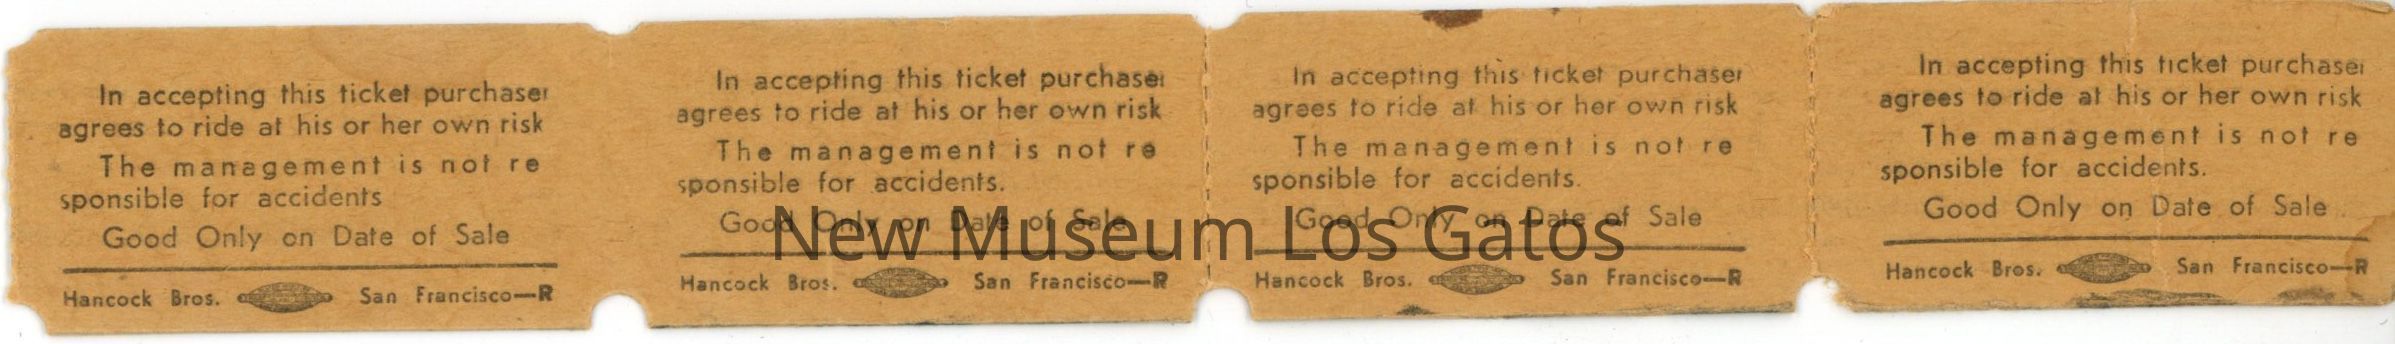 In accepting this ticket purchaser
agrees to ride at his or her own risk
The management is not re
sponsible for accidents
Good Only on Date of Sale
Hancock Bros. San Francisco—R
In accepting this ticket purchaser
agrees to ride at his or her own risk
The management is not re
sponsible for accidents.
Good Only on Date of Sale
Hancock Bros. San Francisco—R
In accepting this ticket purchaser
agrees to ride at his or her own risk
The management is not re
sponsible for accidents.
Good Only on Date of Sale
Hancock Bros. San Francisco—R
In accepting this ticket purchaser
agrees to ride at his or her own risk
The management is not re
sponsible for accidents.
Good Only on Date of Sale
Hancock Bros. San Francisco—R
New Museum Los Gatos